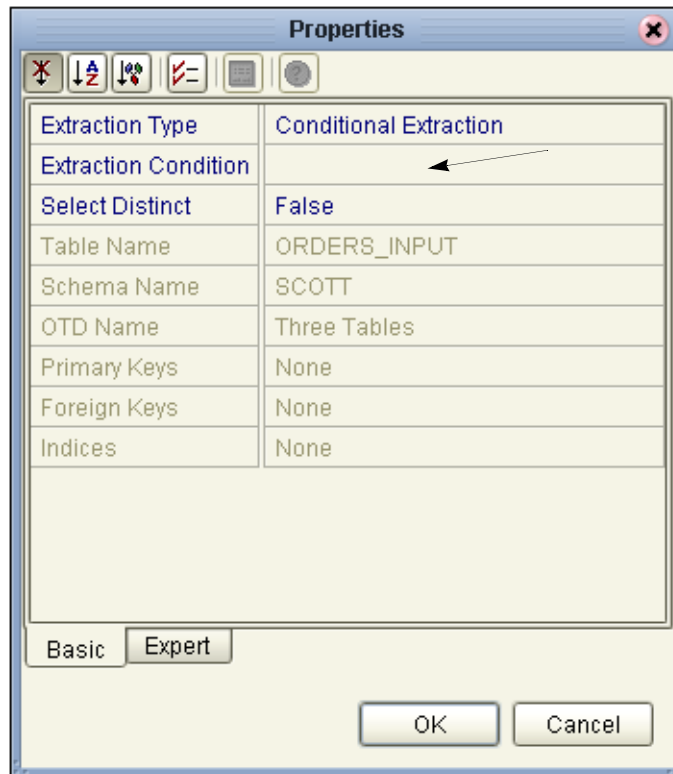 Properties
Extraction Type Conditional Extraction
Extraction Condition
Select Distinct False
Table Name ORDERS_INPUT
Schema Name SCOTT
OTD Name Three Tables
Primary Keys None
Foreign Keys None
Indices None
Basic Expert
OK Cancel